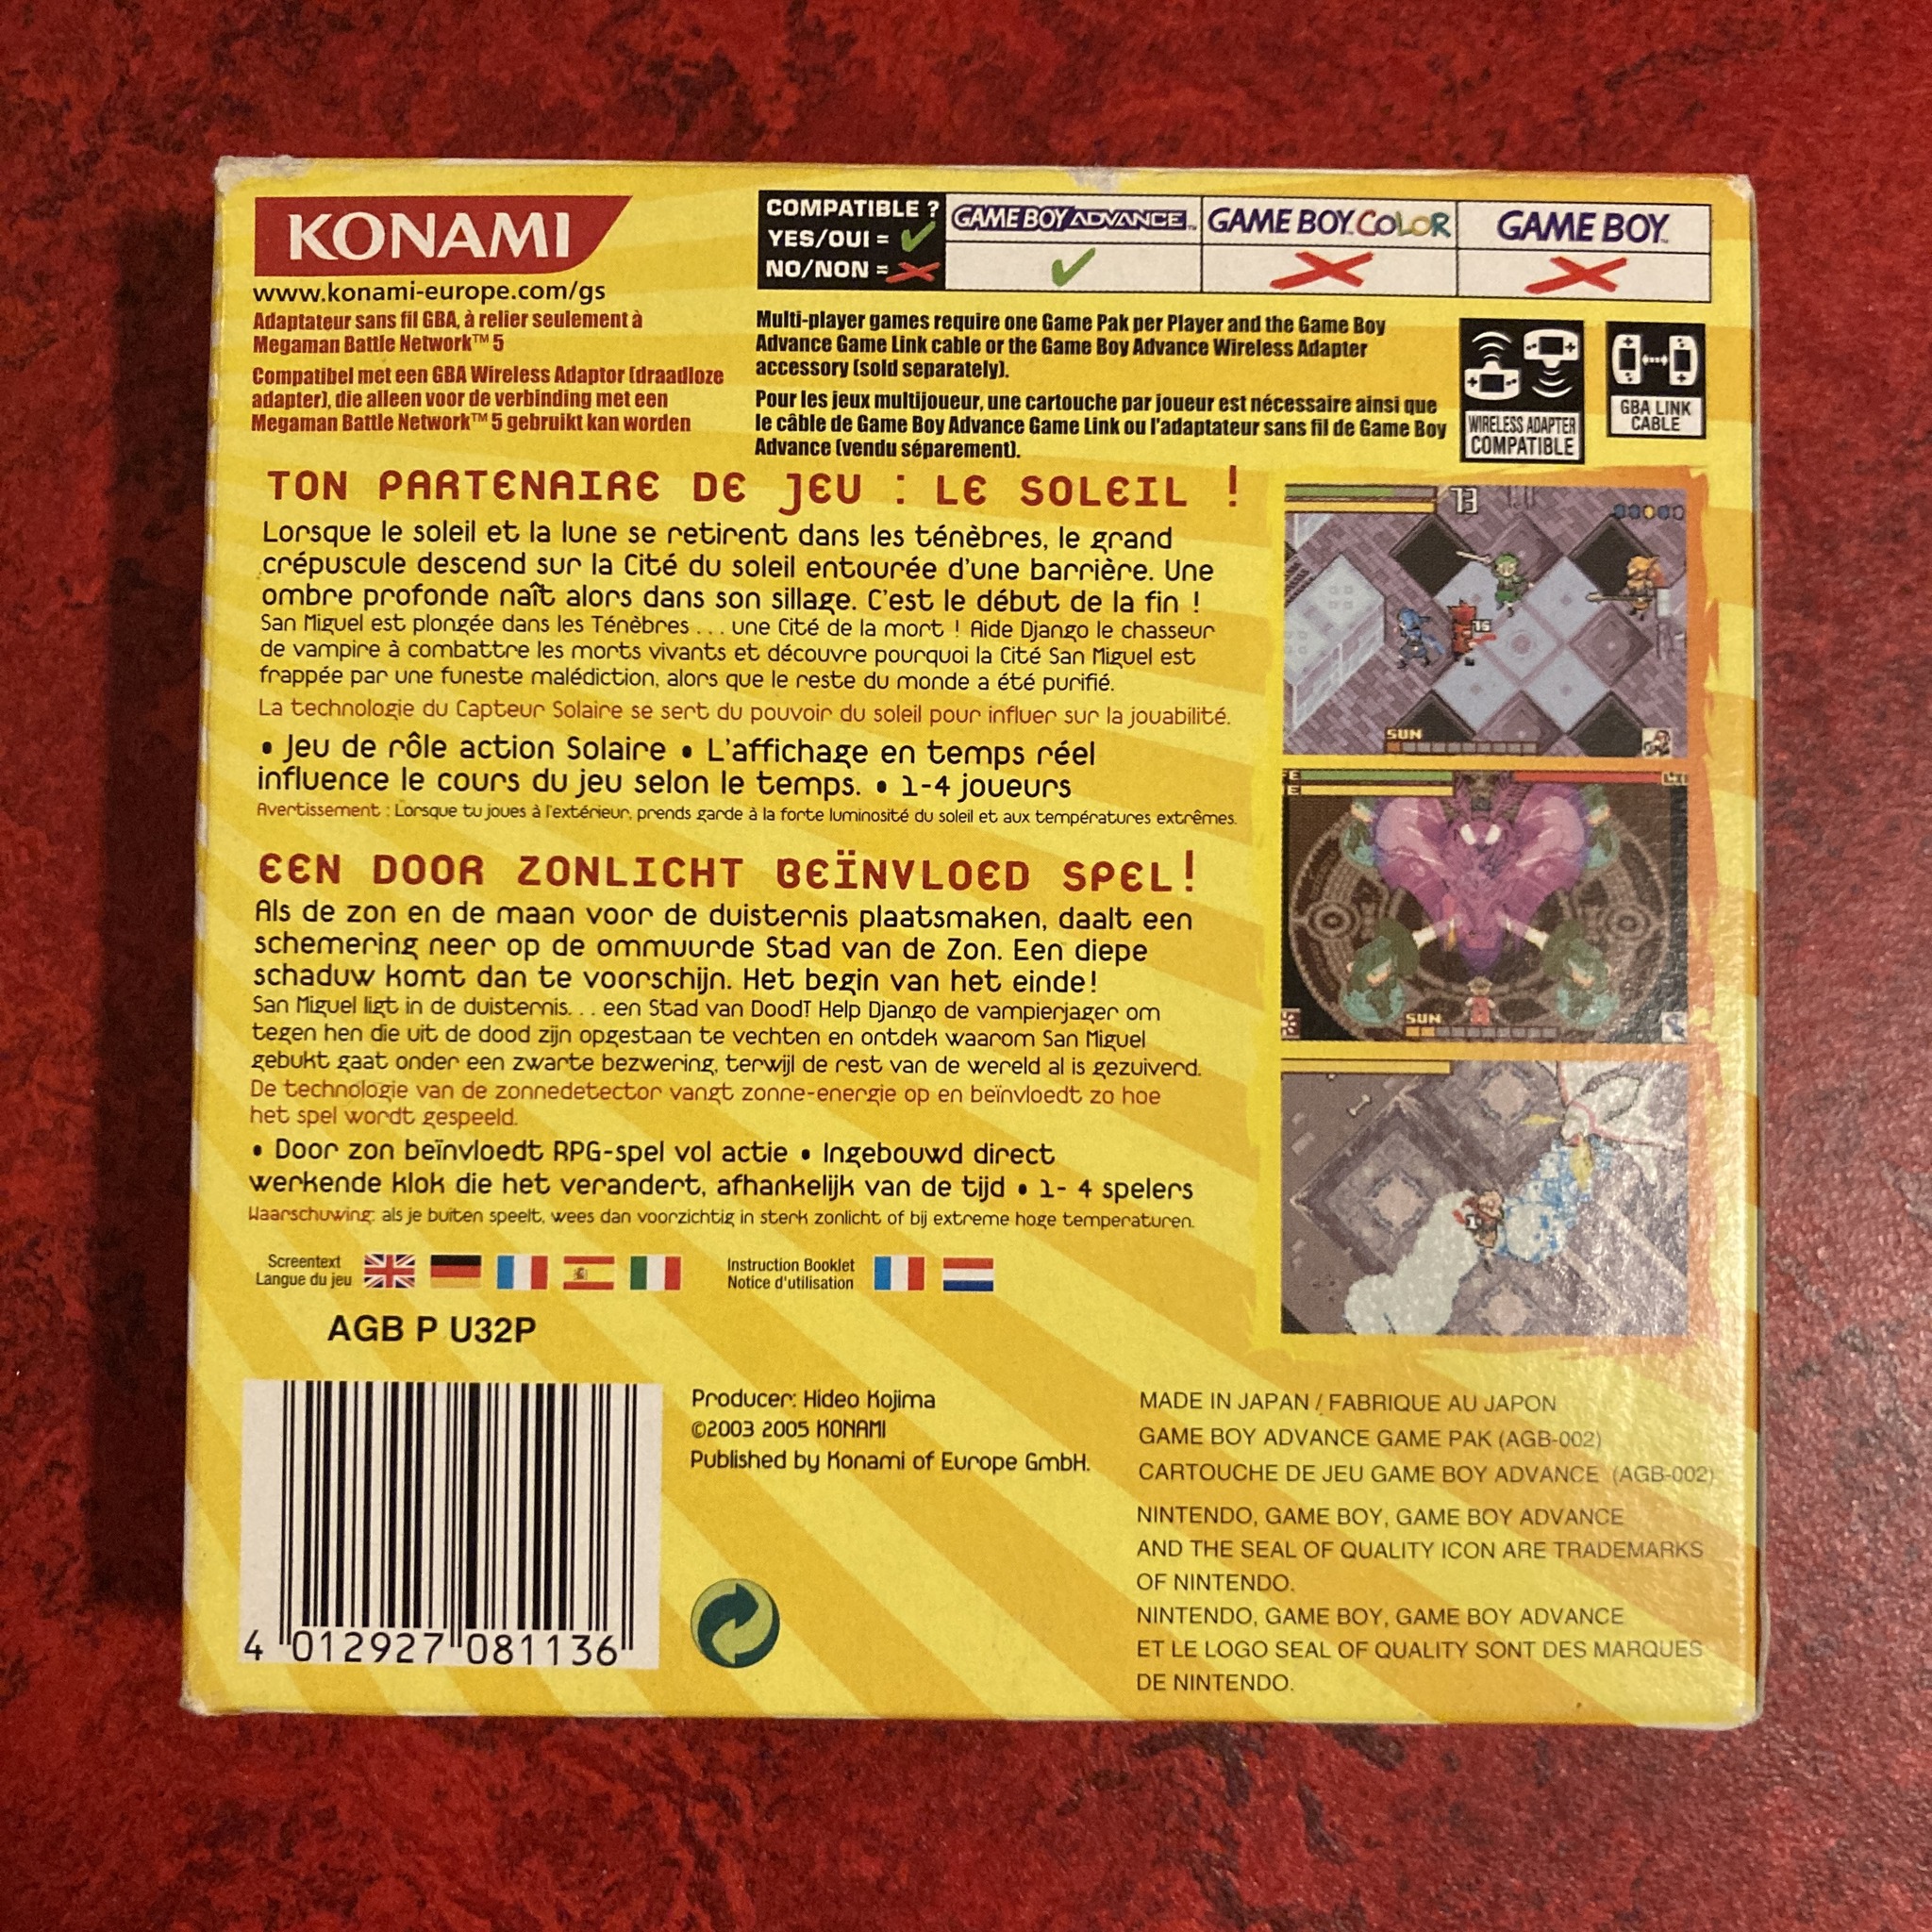 KONAMI
www.konami-europe.com/gs
Adaptateur sans fil GBA, à relier seulement à
Megaman Battle Network™ 5
Compatibel met een GBA Wireless Adaptor (draadloze
adapter), die alleen voor de verbinding met een
Megaman Battle Network™ 5 gebruikt kan worden
COMPATIBLE ?
YES/OUI =
NO/NON =
GAME BOY ADVANCE™
GAME BOY COLOR
GAME BOY™
Multi-player games require one Game Pak per Player and the Game Boy
Advance Game Link cable or the Game Boy Advance Wireless Adapter
accessory (sold separately).
Pour les jeux multijoueur, une cartouche par joueur est nécessaire ainsi que
le câble de Game Boy Advance Game Link ou l'adaptateur sans fil de Game Boy
Advance (vendu séparement).
WIRELESS ADAPTER
COMPATIBLE
GBA LINK
CABLE
TON PARTENAIRE DE JEU : LE SOLEIL !
Lorsque le soleil et la lune se retirent dans les ténèbres, le grand
crépuscule descend sur la Cité du soleil entourée d'une barrière. Une
ombre profonde naît alors dans son sillage. C'est le début de la fin !
San Miguel est plongée dans les Ténèbres ... une Cité de la mort ! Aide Django le chasseur
de vampire à combattre les morts vivants et découvre pourquoi la Cité San Miguel est
frappée par une funeste malédiction, alors que le reste du monde a été purifié.
La technologie du Capteur Solaire se sert du pouvoir du soleil pour influer sur la jouabilité.
• Jeu de rôle action Solaire • L'affichage en temps réel
influence le cours du jeu selon le temps. • 1-4 joueurs
Avertissement : Lorsque tu joues à l'extérieur, prends garde à la forte luminosité du soleil et aux températures extrêmes.
EEN DOOR ZONLICHT BEÏNVLOED SPEL!
Als de zon en de maan voor de duisternis plaatsmaken, daalt een
schemering neer op de ommuurde Stad van de Zon. Een diepe
schaduw komt dan te voorschijn. Het begin van het einde!
San Miguel ligt in de duisternis... een Stad van DoodT Help Django de vampierjager om
tegen hen die uit de dood zijn opgestaan te vechten en ontdek waarom San Miguel
gebukt gaat onder een zwarte bezwering, terwijl de rest van de wereld al is gezuiverd.
De technologie van de zonnedetector vangt zonne-energie op en beïnvloedt zo hoe
het spel wordt gespeeld.
• Door zon beïnvloedt RPG-spel vol actie • Ingebouwd direct
werkende klok die het verandert, afhankelijk van de tijd • 1- 4 spelers
Waarschuwing: als je buiten speelt, wees dan voorzichtig in sterk zonlicht of bij extreme hoge temperaturen.
13
16
SUN
SUN
1
Screentext
Langue du jeu
Instruction Booklet
Notice d'utilisation
AGB P U32P
4 012927 081136
Producer: Hideo Kojima
©2003 2005 KONAMI
Published by Konami of Europe GmbH.
MADE IN JAPAN / FABRIQUE AU JAPON
GAME BOY ADVANCE GAME PAK (AGB-002)
CARTOUCHE DE JEU GAME BOY ADVANCE (AGB-002)
NINTENDO, GAME BOY, GAME BOY ADVANCE
AND THE SEAL OF QUALITY ICON ARE TRADEMARKS
OF NINTENDO.
NINTENDO, GAME BOY, GAME BOY ADVANCE
ET LE LOGO SEAL OF QUALITY SONT DES MARQUES
DE NINTENDO.